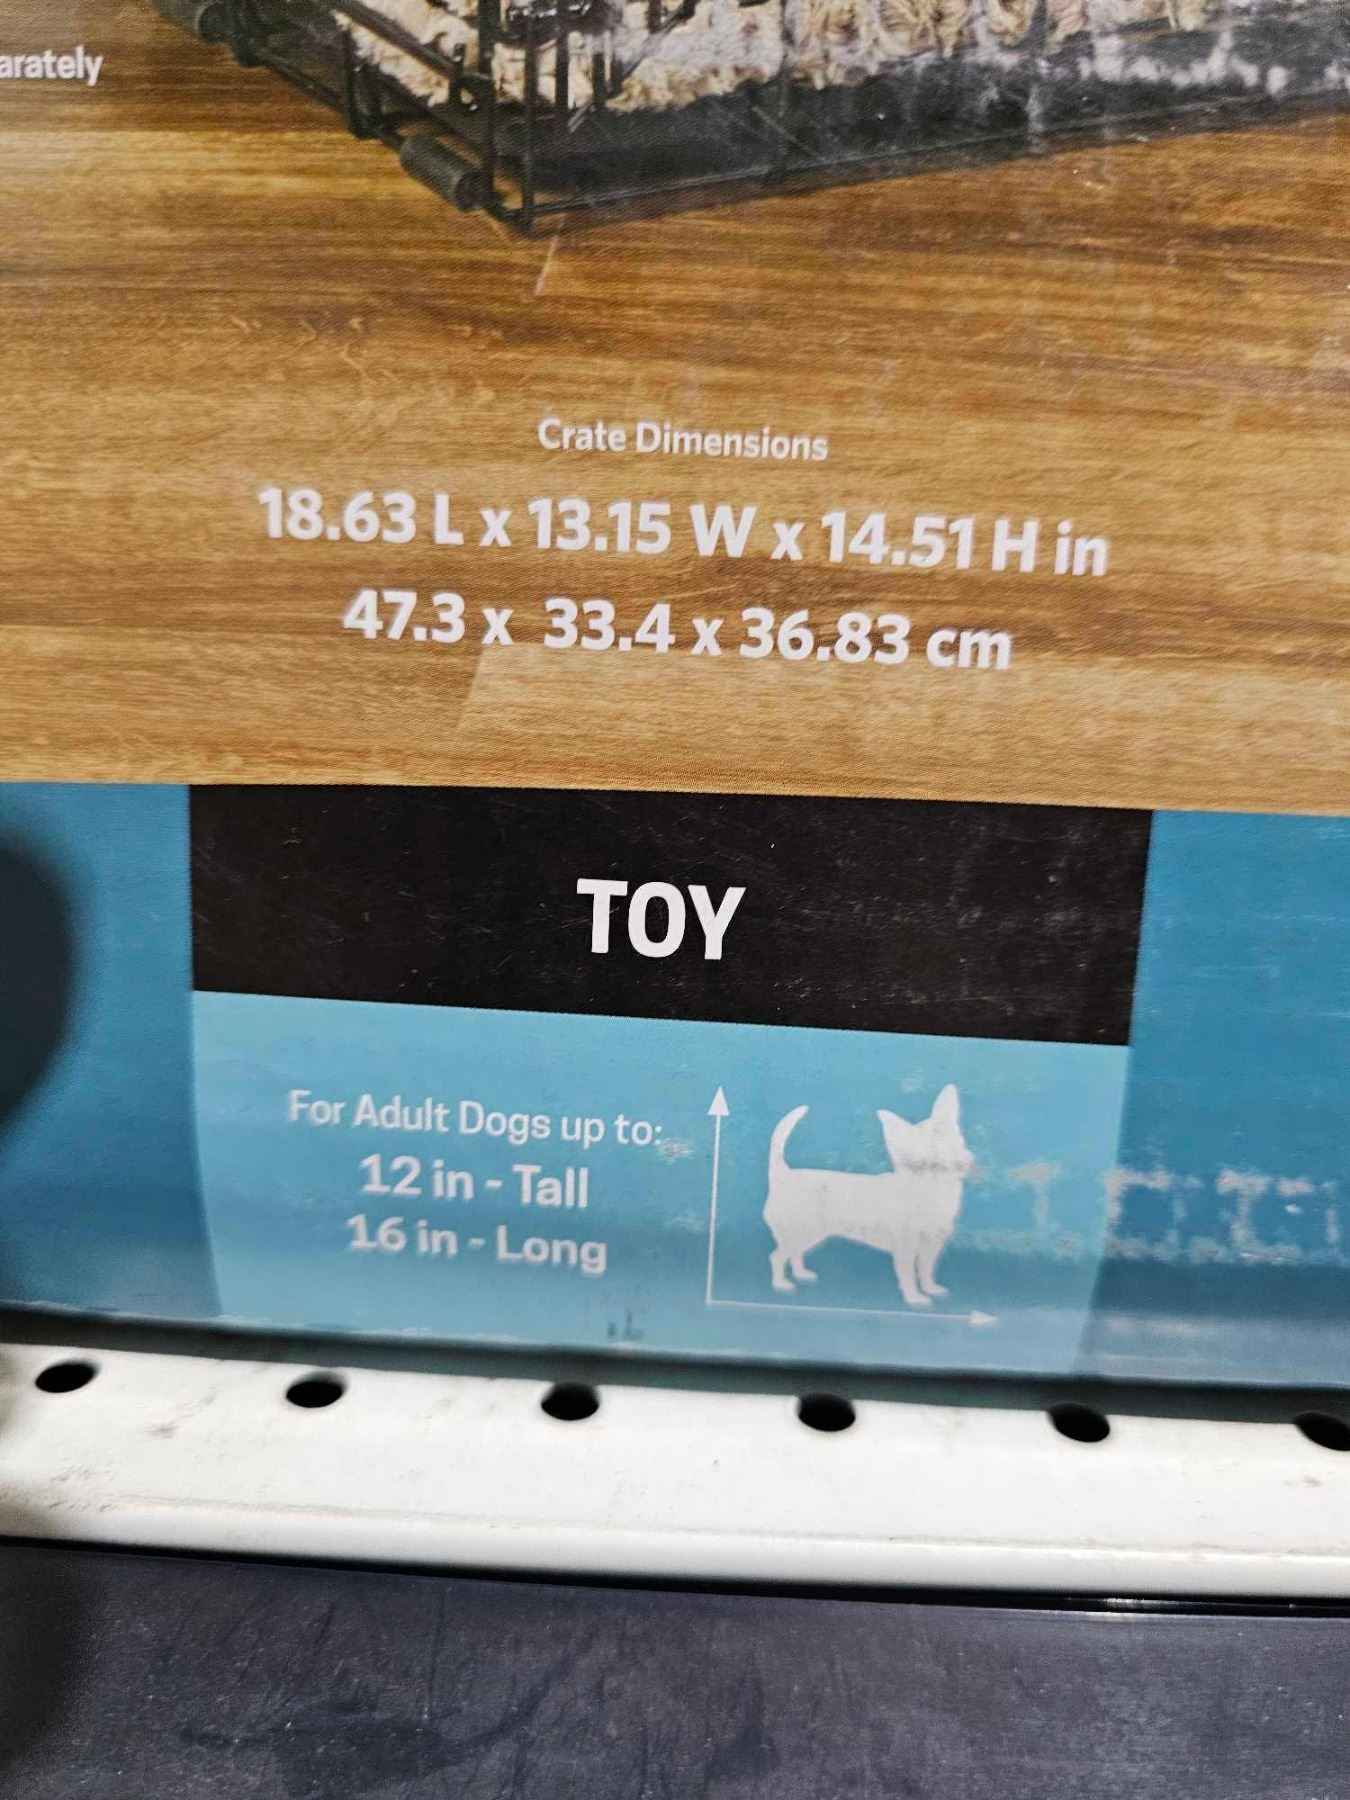 Crate Dimensions
18.63 L x 13.15 W x 14.51 H in
47.3 x 33.4 x 36.83 cm
TOY
For Adult Dogs up to:
12 in - Tall
16 in - Long